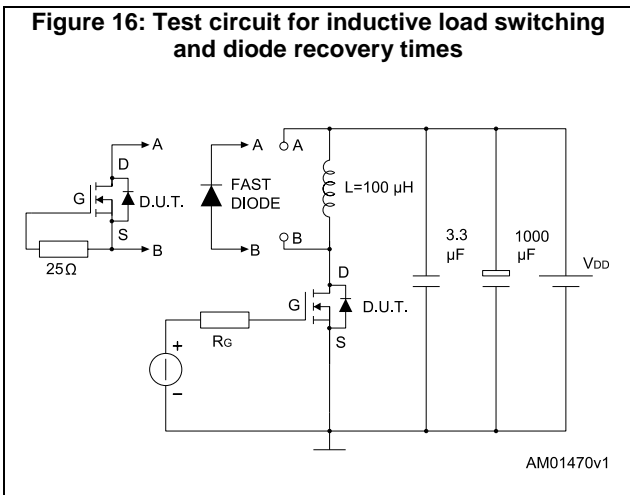 Figure 16: Test circuit for inductive load switching
and diode recovery times
A
D
G
D.U.T.
S
B
25Ω
A
FAST
DIODE
B
A
L=100 µH
B
D
G
D.U.T.
S
RG
+
–
3.3
µF
1000
µF
VDD
AM01470v1